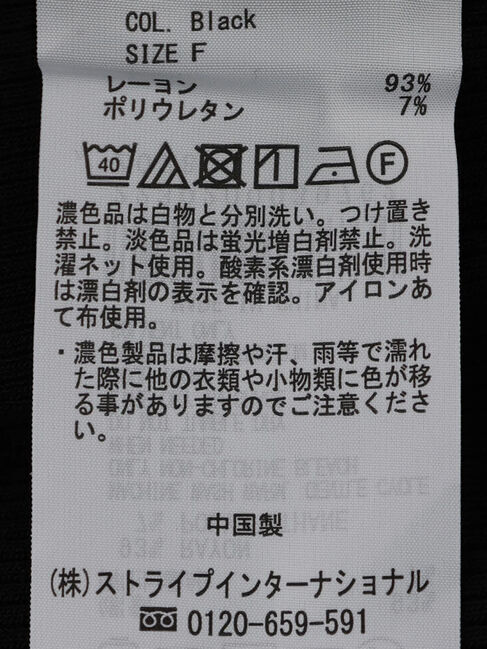 COL. Black
SIZE F
レーヨン 93%
ポリウレタン 7%
40 F
濃色品は白物と分別洗い。つけ置き
禁止。淡色品は蛍光増白剤禁止。洗
濯ネット使用。酸素系漂白剤使用時
は漂白剤の表示を確認。アイロンあ
て布使用。
・濃色製品は摩擦や汗、雨等で濡れ
た際に他の衣類や小物類に色が移
る事がありますのでご注意くださ
い。
中国製
(株)ストライプインターナショナル
0120-659-591